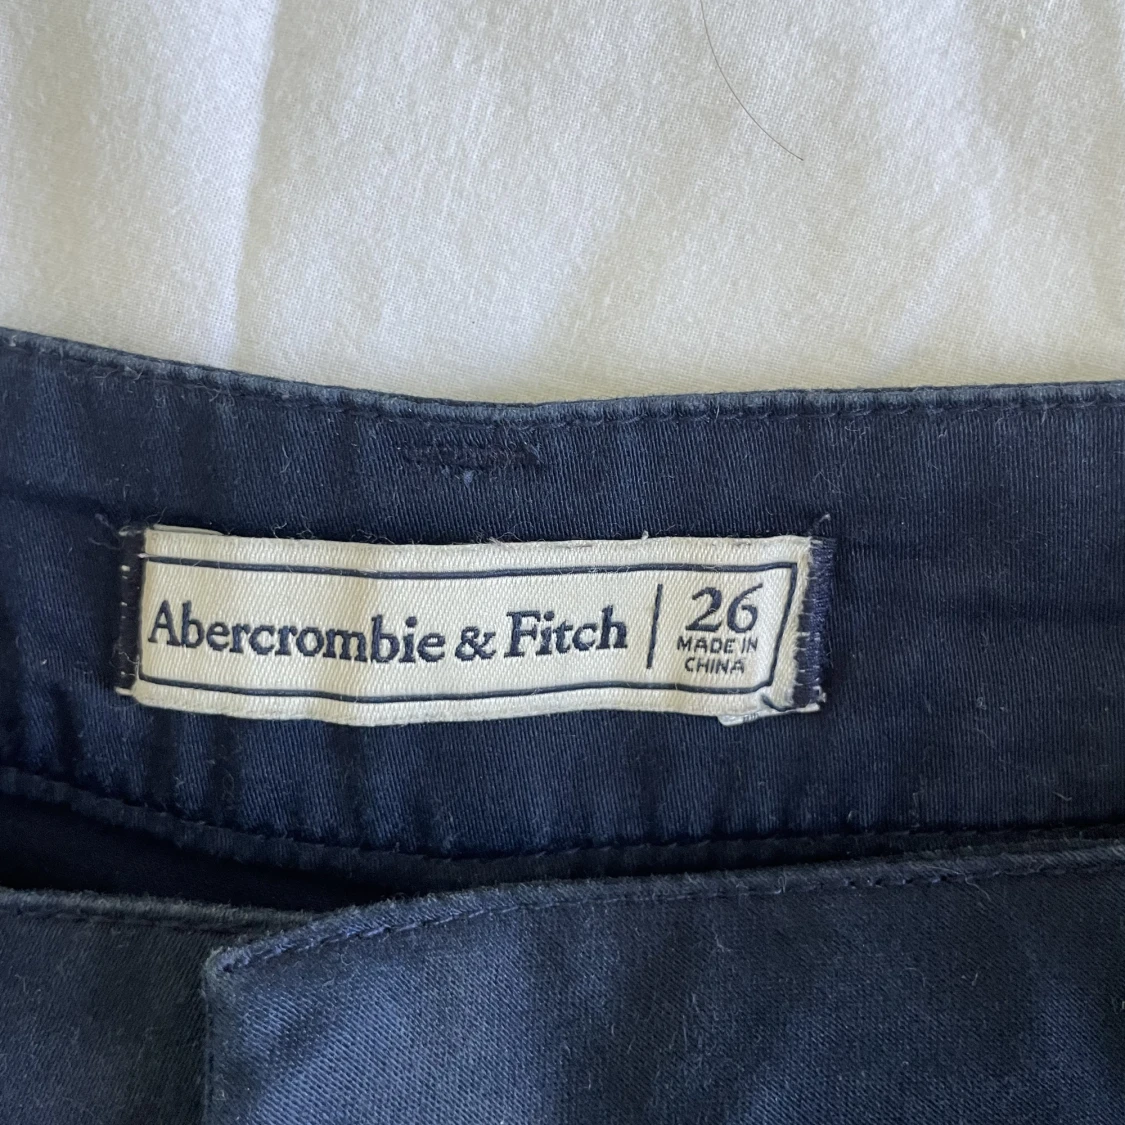 Abercrombie & Fitch | 26
MADE IN
CHINA